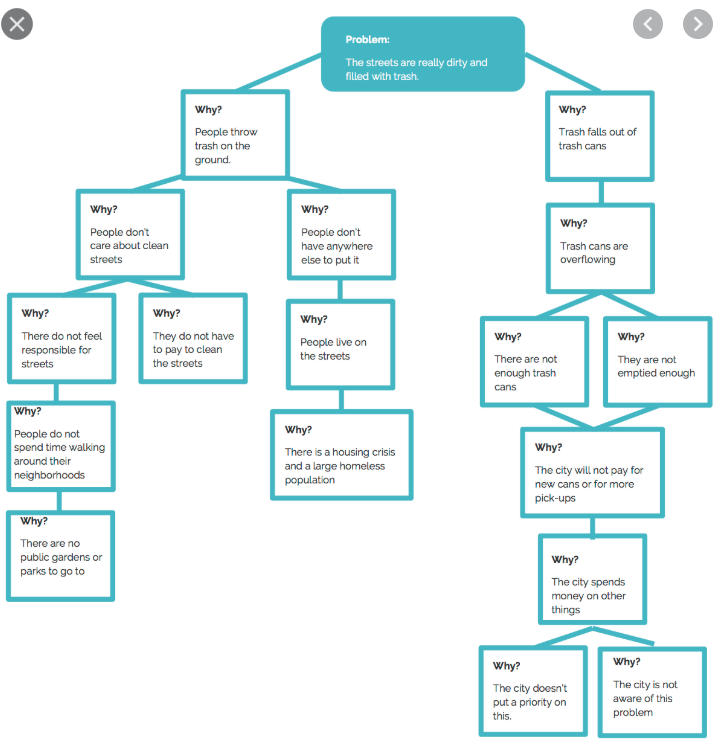 Problem:
The streets are really dirty and
filled with trash.
Why?
People throw
trash on the
ground.
Why?
Trash falls out of
trash cans
Why?
People don't
care about clean
streets
Why?
People don't
have anywhere
else to put it
Why?
Trash cans are
overflowing
Why?
There do not feel
responsible for
streets
Why?
They do not have
to pay to clean
the streets
Why?
People live on
the streets
Why?
There are not
enough trash
cans
Why?
They are not
emptied enough
Why?
People do not
spend time walking
around their
neighborhoods
Why?
There is a housing crisis
and a large homeless
population
Why?
The city will not pay for
new cans or for more
pick-ups
Why?
There are no
public gardens or
parks to go to
Why?
The city spends
money on other
things
Why?
The city doesn't
put a priority on
this.
Why?
The city is not
aware of this
problem